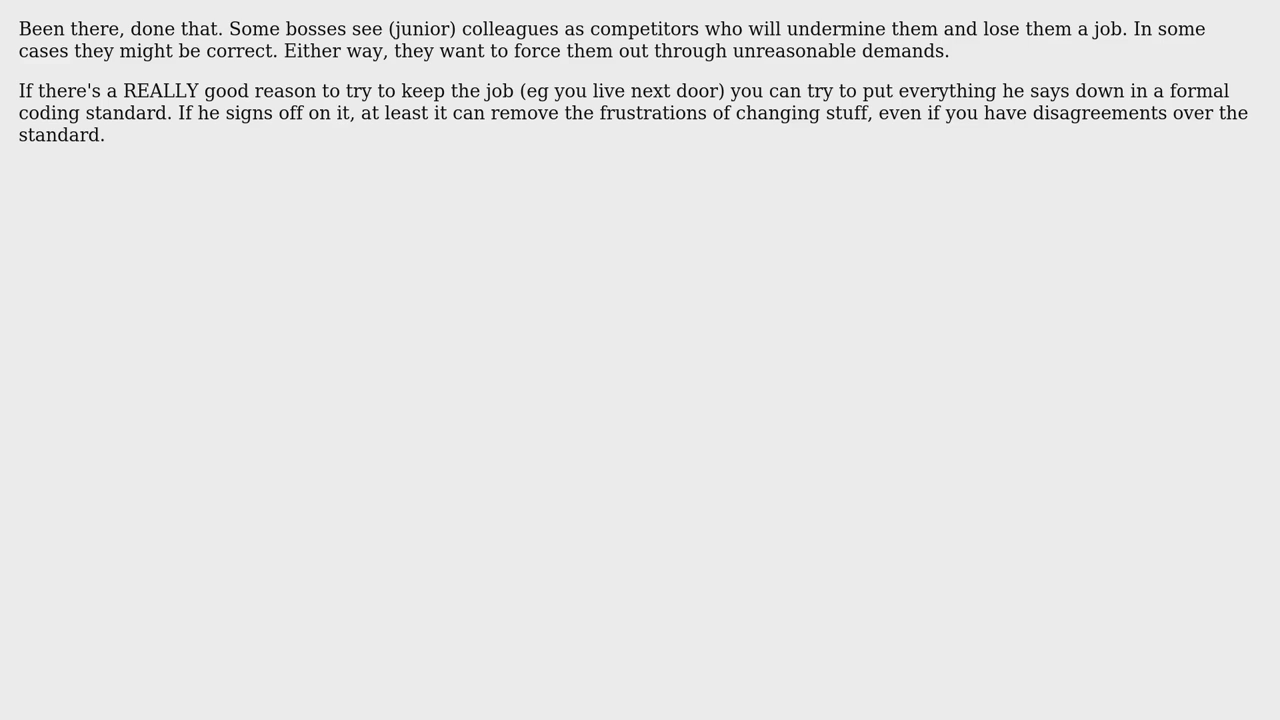 Been there, done that. Some bosses see (junior) colleagues as competitors who will undermine them and lose them a job. In some
cases they might be correct. Either way, they want to force them out through unreasonable demands.
If there's a REALLY good reason to try to keep the job (eg you live next door) you can try to put everything he says down in a formal
coding standard. If he signs off on it, at least it can remove the frustrations of changing stuff, even if you have disagreements over the
standard.